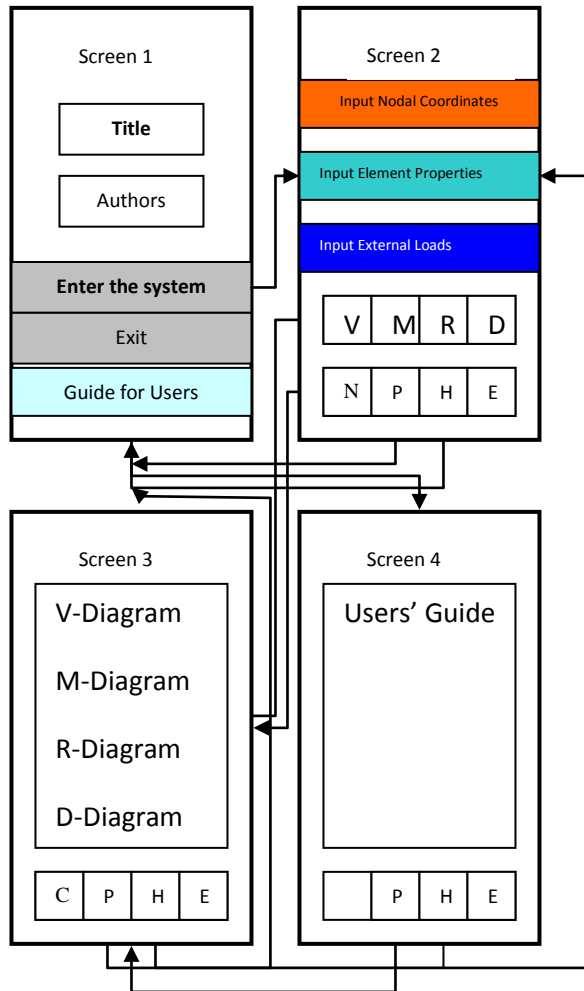 Screen 1
Title
Authors
Enter the system
Exit
Guide for Users
Screen 2
Input Nodal Coordinates
Input Element Properties
Input External Loads
V M R D
N P H E
Screen 3
V-Diagram
M-Diagram
R-Diagram
D-Diagram
C P H E
Screen 4
Users’ Guide
P H E